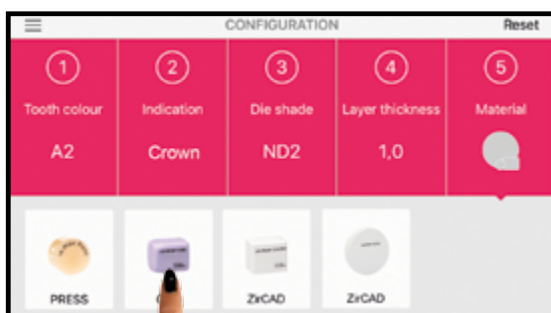 CONFIGURATION Reset
1 2 3 4 5
Tooth colour Indication Die shade Layer thickness Material
A2 Crown ND2 1,0
PRESS ZirCAD ZirCAD